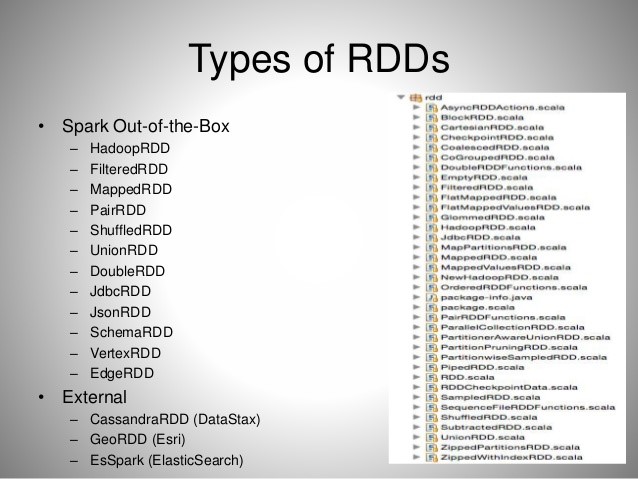 Types of RDDs
• Spark Out-of-the-Box
– HadoopRDD
– FilteredRDD
– MappedRDD
– PairRDD
– ShuffledRDD
– UnionRDD
– DoubleRDD
– JdbcRDD
– JsonRDD
– SchemaRDD
– VertexRDD
– EdgeRDD
• External
– CassandraRDD (DataStax)
– GeoRDD (Esri)
– EsSpark (ElasticSearch)
rdd
AsyncRDDActions.scala
BlockRDD.scala
CartesianRDD.scala
CheckpointRDD.scala
CoalescedRDD.scala
CoGroupedRDD.scala
DoubleRDDFunctions.scala
EmptyRDD.scala
FilteredRDD.scala
FlatMappedRDD.scala
FlatMappedValuesRDD.scala
GlommedRDD.scala
HadoopRDD.scala
JdbcRDD.scala
MapPartitionsRDD.scala
MappedRDD.scala
MappedValuesRDD.scala
NewHadoopRDD.scala
OrderedRDDFunctions.scala
package-info.java
package.scala
PairRDDFunctions.scala
ParallelCollectionRDD.scala
PartitionerAwareUnionRDD.scala
PartitionPruningRDD.scala
PartitionwiseSampledRDD.scala
PipedRDD.scala
RDD.scala
RDDCheckpointData.scala
SampledRDD.scala
SequenceFileRDDFunctions.scala
ShuffledRDD.scala
SubtractedRDD.scala
UnionRDD.scala
ZippedPartitionsRDD.scala
ZippedWithIndexRDD.scala